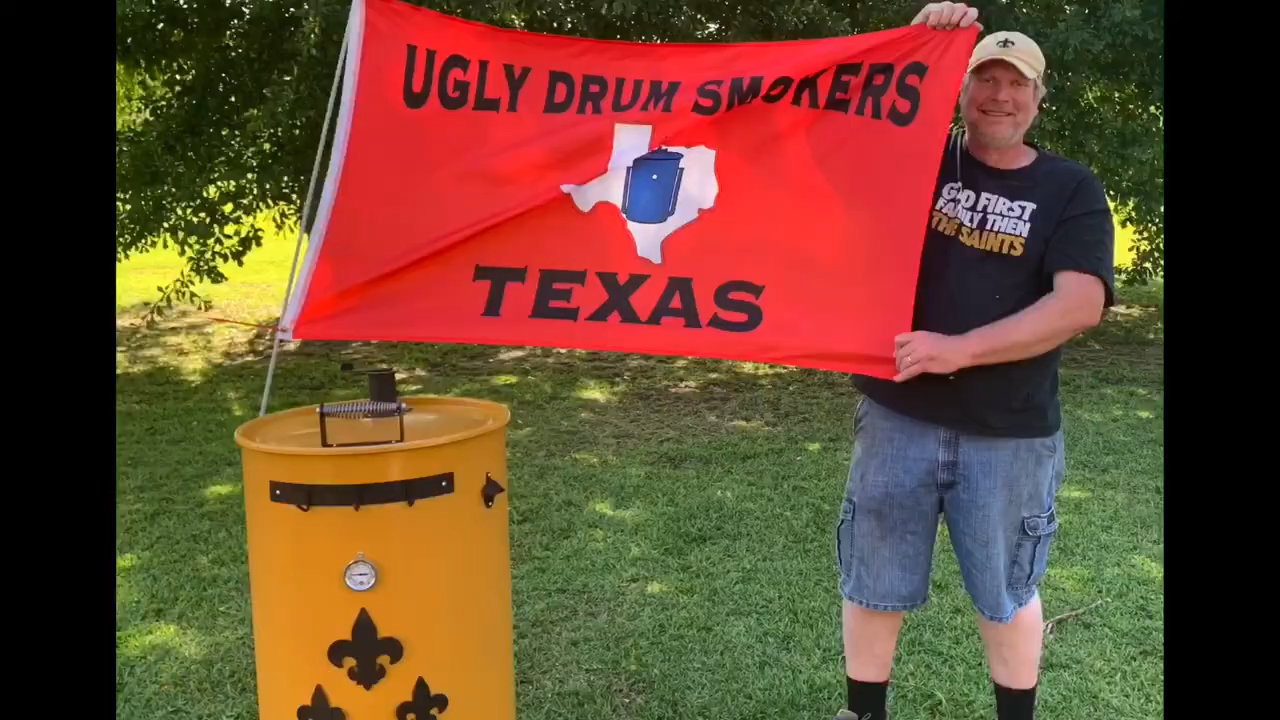 UGLY DRUM SMOKERS
TEXAS
GOD FIRST
FAMILY THEN
THE SAINTS